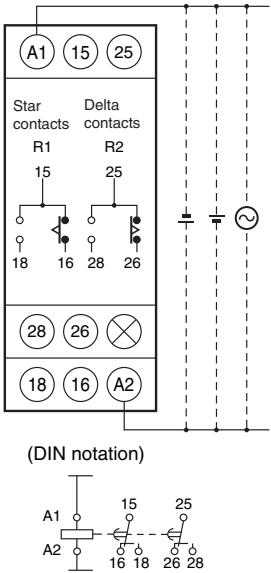 A1 15 25
Star contacts Delta contacts
R1 R2
15 25
18 16 28 26
28 26
18 16 A2
(DIN notation)
15 25
A1
A2
16 18 26 28